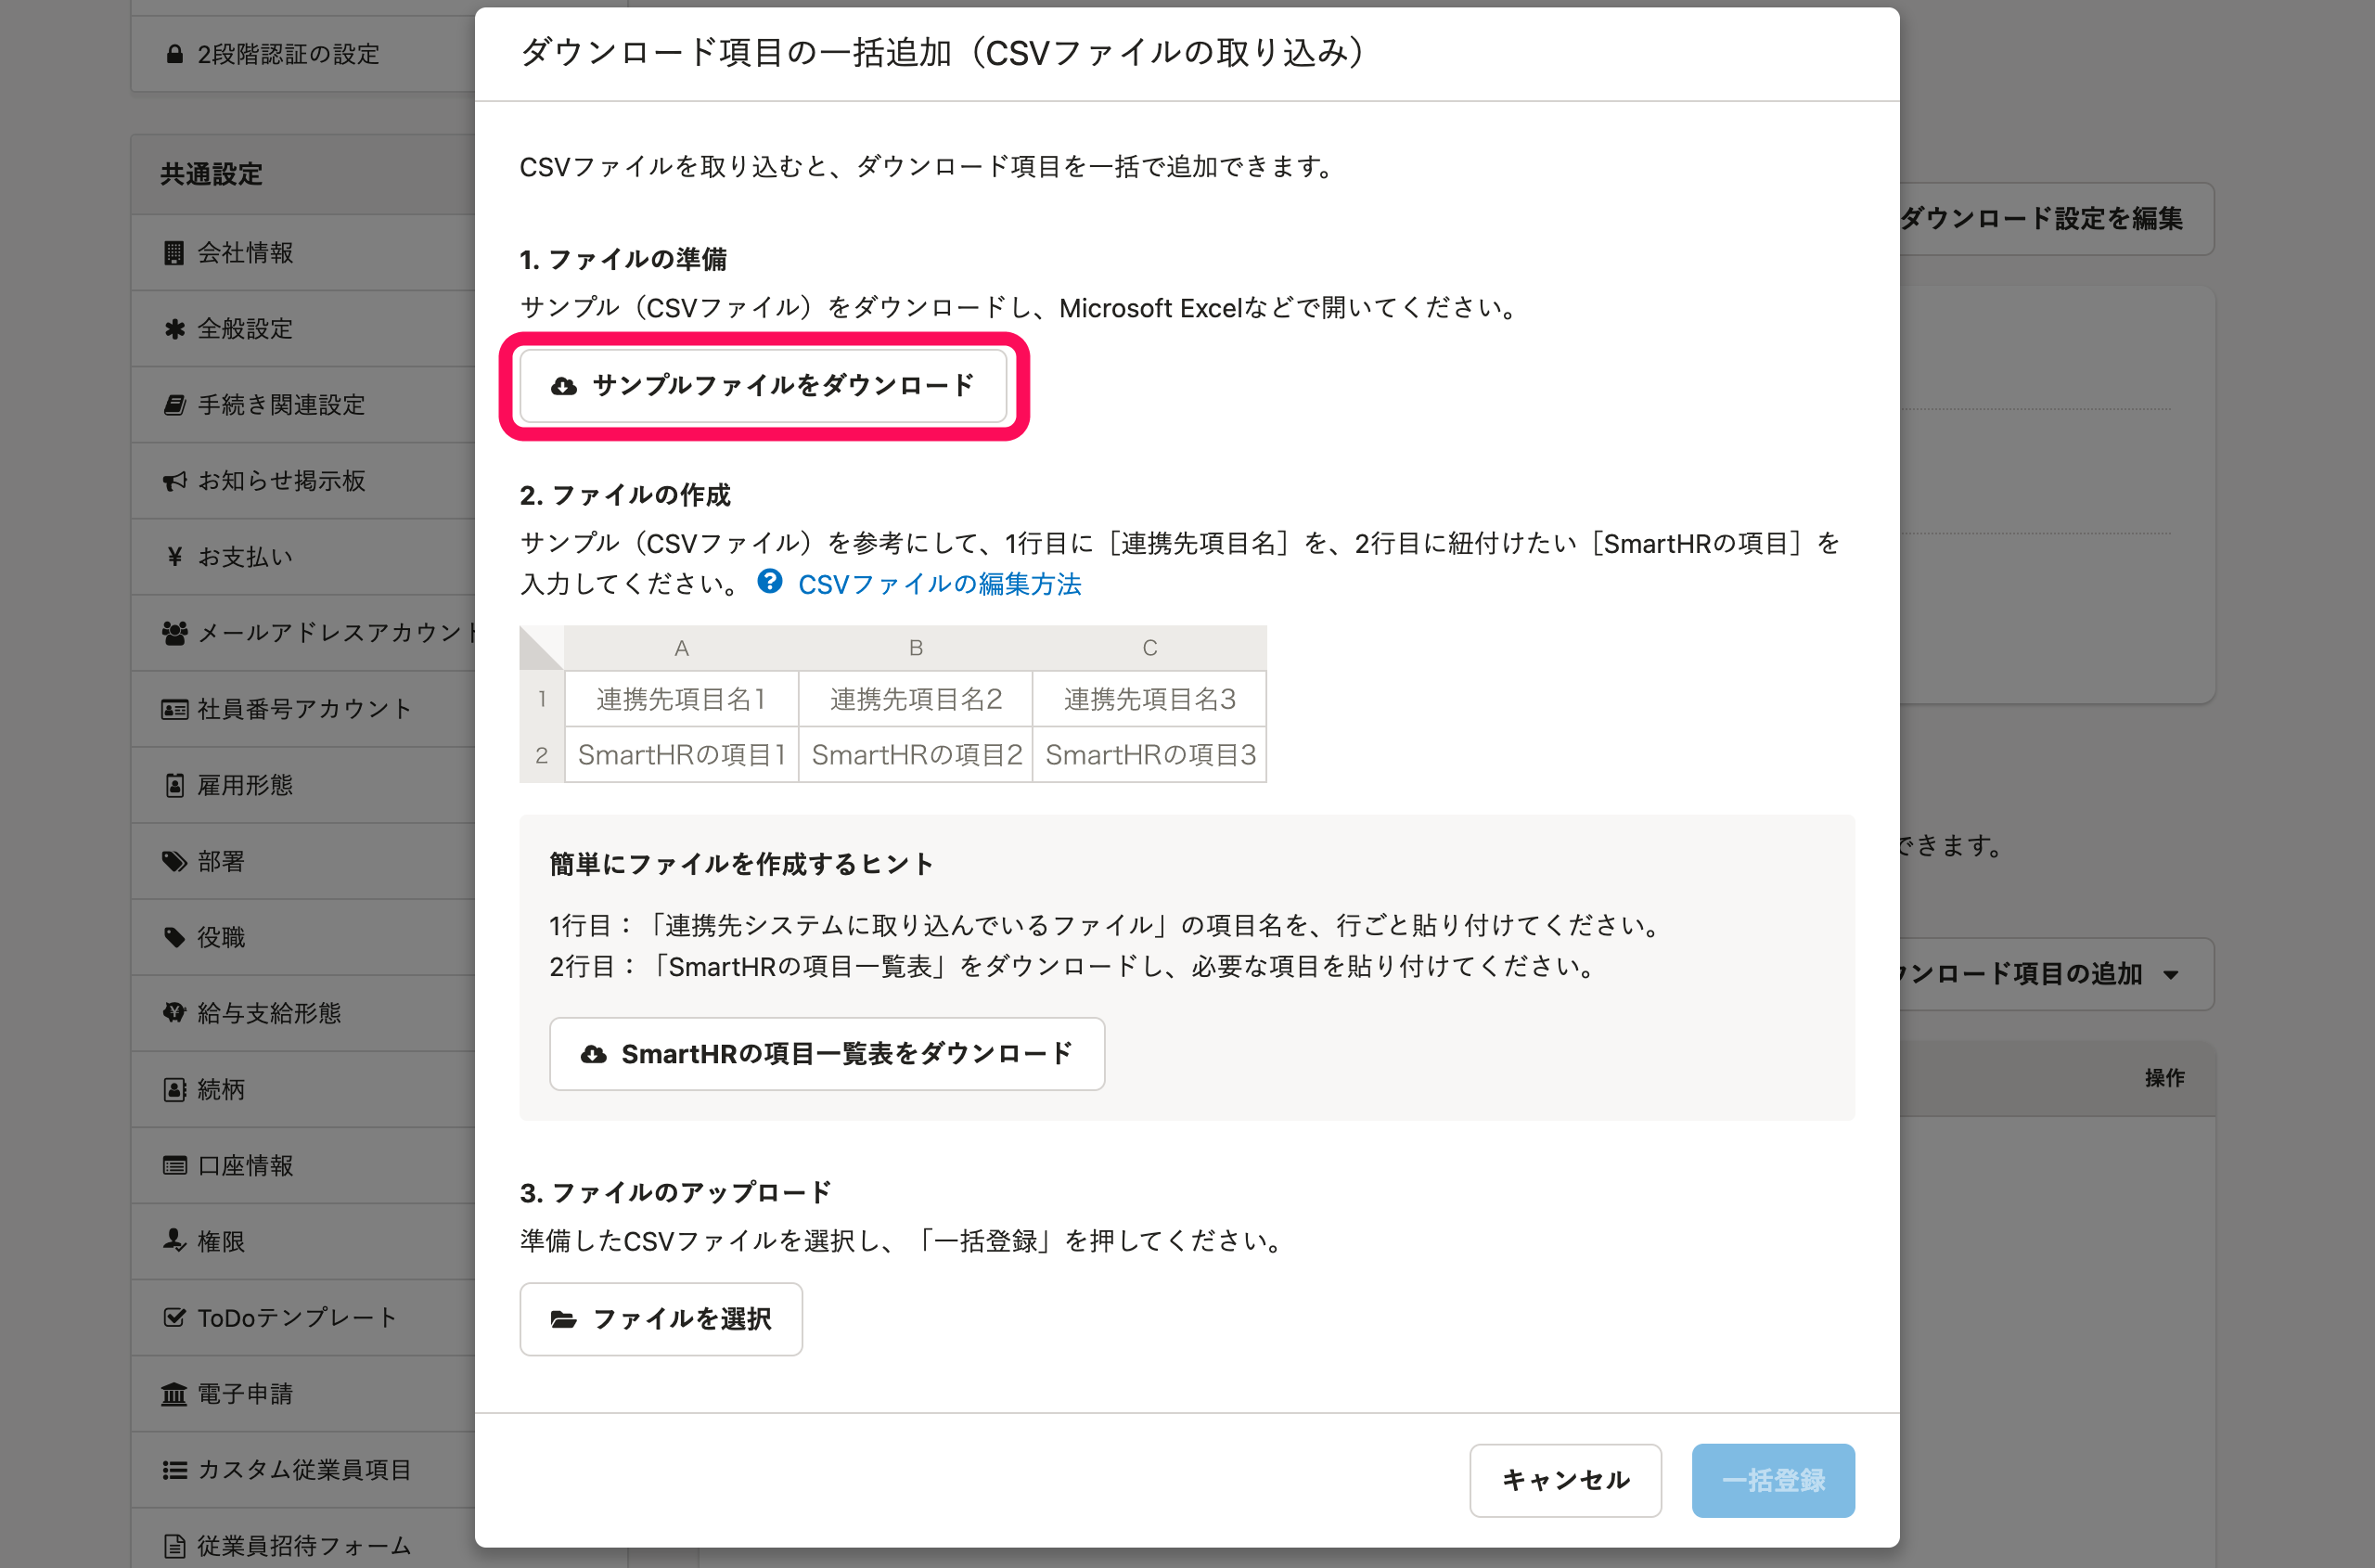 2段階認証の設定
共通設定
会社情報
全般設定
手続き関連設定
お知らせ掲示板
お支払い
メールアドレスアカウント
社員番号アカウント
雇用形態
部署
役職
給与支給形態
続柄
口座情報
権限
ToDoテンプレート
電子申請
カスタム従業員項目
従業員招待フォーム
ダウンロード項目の一括追加（CSVファイルの取り込み）
CSVファイルを取り込むと、ダウンロード項目を一括で追加できます。
1. ファイルの準備
サンプル（CSVファイル）をダウンロードし、Microsoft Excelなどで開いてください。
サンプルファイルをダウンロード
2. ファイルの作成
サンプル（CSVファイル）を参考にして、1行目に［連携先項目名］を、2行目に紐付けたい［SmartHRの項目］を
入力してください。 CSVファイルの編集方法
A B C
1 連携先項目名1 連携先項目名2 連携先項目名3
2 SmartHRの項目1 SmartHRの項目2 SmartHRの項目3
簡単にファイルを作成するヒント
1行目：「連携先システムに取り込んでいるファイル」の項目名を、行ごと貼り付けてください。
2行目：「SmartHRの項目一覧表」をダウンロードし、必要な項目を貼り付けてください。
SmartHRの項目一覧表をダウンロード
3. ファイルのアップロード
準備したCSVファイルを選択し、「一括登録」を押してください。
ファイルを選択
キャンセル
一括登録
ダウンロード設定を編集
できます。
ンロード項目の追加
操作